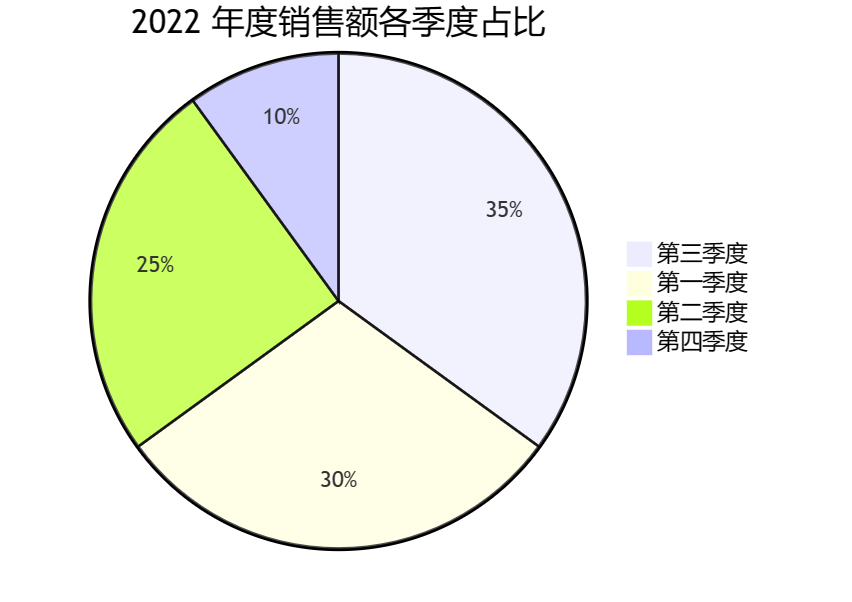 2022 年度销售额各季度占比
10%
35%
25%
30%
第三季度
第一季度
第二季度
第四季度